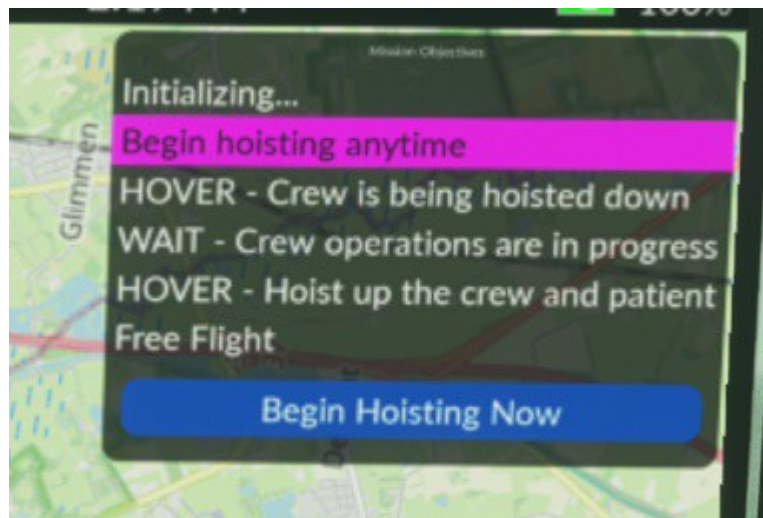 100%
Mission Objectives
Initializing...
Begin hoisting anytime
Glimmen
HOVER - Crew is being hoisted down
WAIT - Crew operations are in progress
HOVER - Hoist up the crew and patient
Free Flight
Begin Hoisting Now